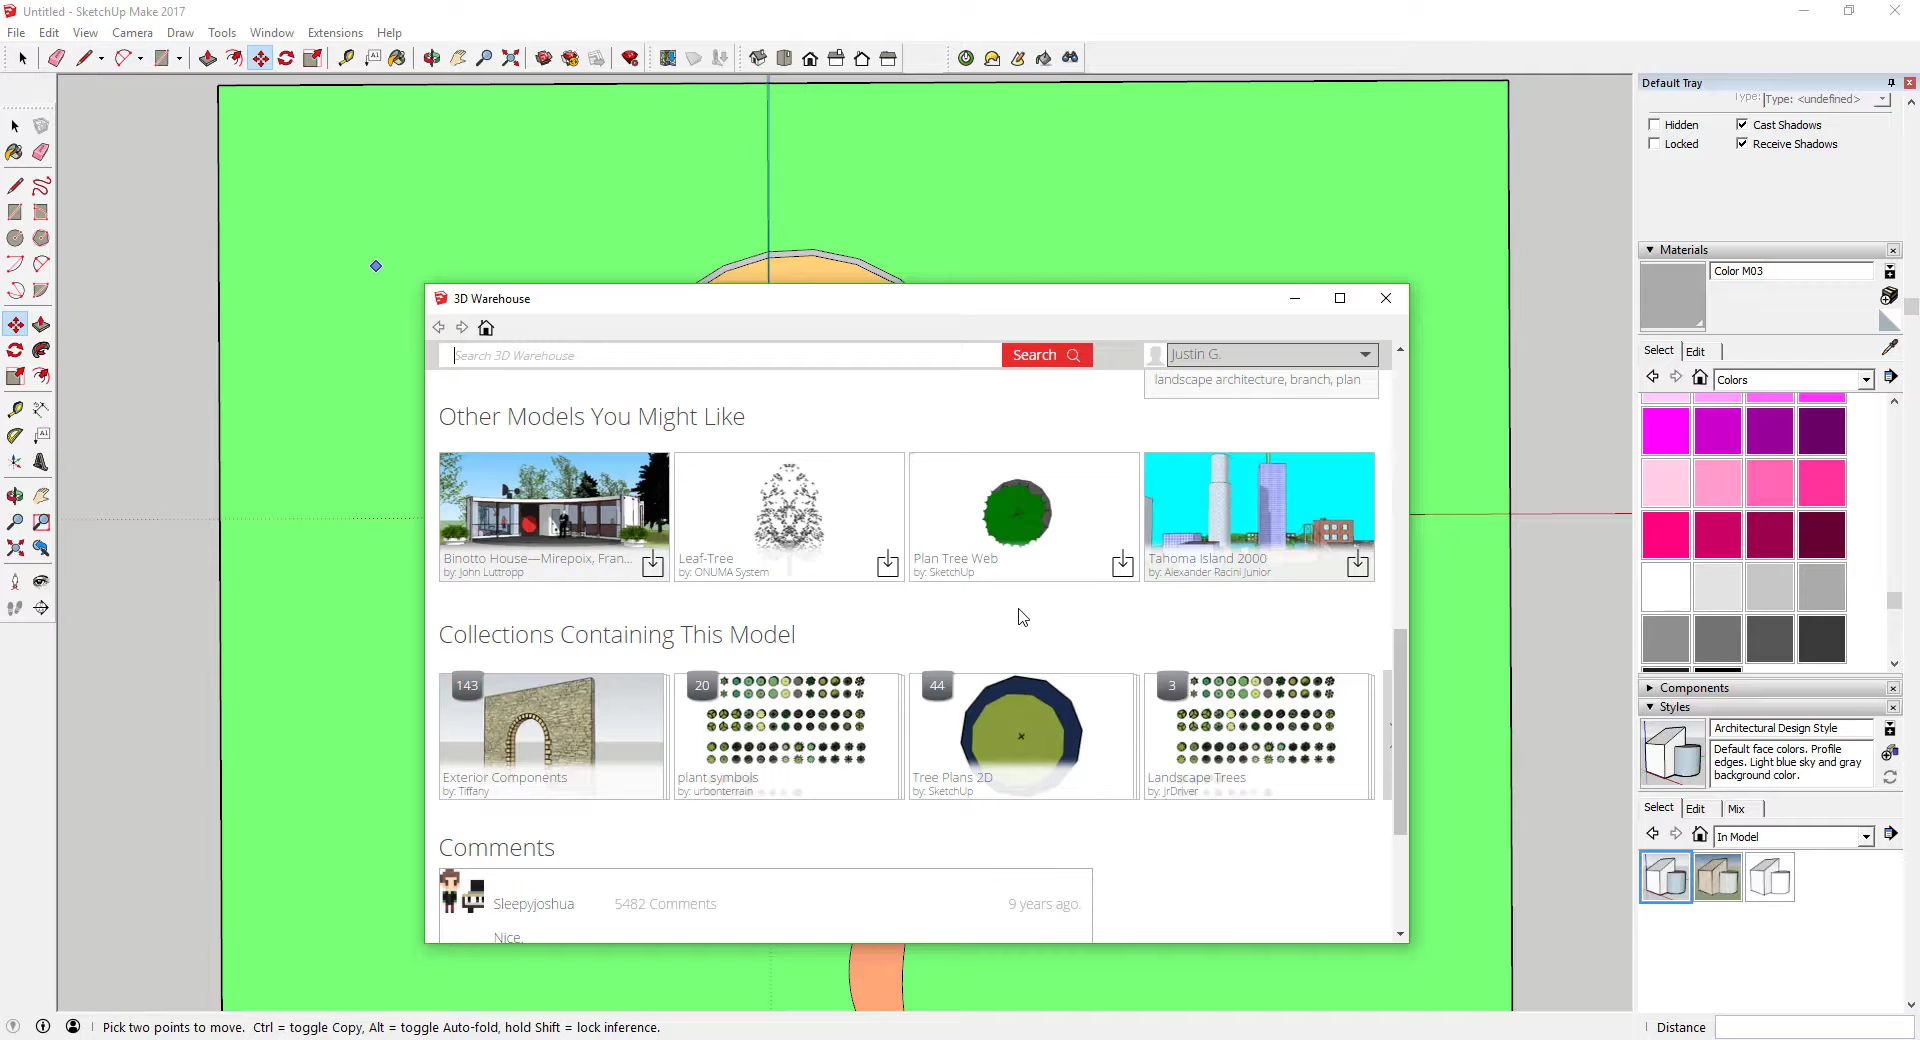 Untitled - SketchUp Make 2017
File Edit View Camera Draw Tools Window Extensions Help
Default Tray
Type: Type: <undefined>
Hidden Cast Shadows
Locked Receive Shadows
Materials
Color M03
Select Edit
Colors
Components
Styles
Architectural Design Style
Default face colors. Profile
edges. Light blue sky and gray
background color.
Select Edit Mix
In Model
3D Warehouse
Search 3D Warehouse Search Justin G.
landscape architecture, branch, plan
Other Models You Might Like
Binotto House—Mirepoix, Fran...
by: John Luttropp
Leaf-Tree
by: ONUMA System
Plan Tree Web
by: SketchUp
Tahoma Island 2000
by: Alexander Racini Junior
Collections Containing This Model
143
Exterior Components
by: Tiffany
20
plant symbols
by: urbonterrain
44
Tree Plans 2D
by: SketchUp
3
Landscape Trees
by: JrDriver
Comments
Sleepyjoshua 5482 Comments 9 years ago.
Nice.
Pick two points to move. Ctrl = toggle Copy, Alt = toggle Auto-fold, hold Shift = lock inference.
Distance